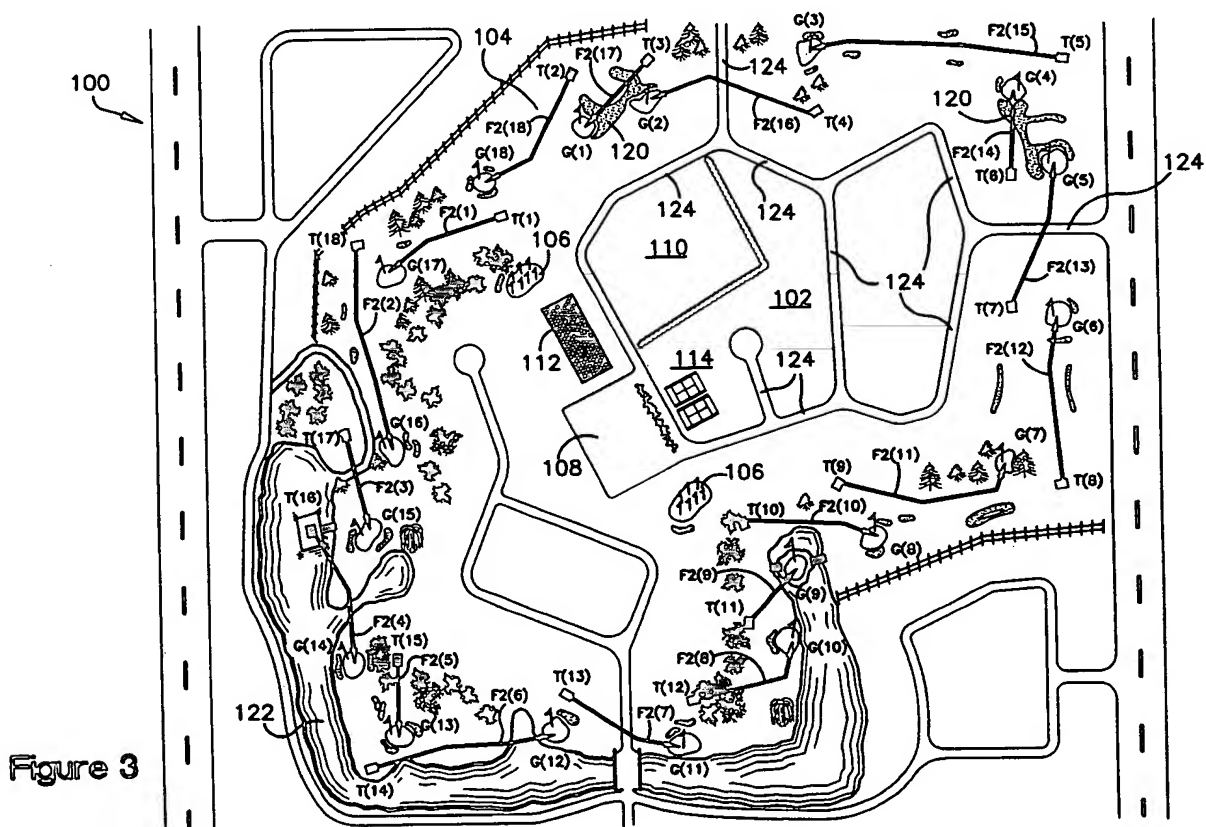 G(3)
F2(15)
T(5)
104
F2(17)
T(3)
124
100
T(2)
G(4)
120
F2(16)
T(4)
F2(18)
G(1)
G(2)
120
F2(14)
G(18)
T(6)
G(5)
124
F2(1)
T(1)
124
124
T(18)
106
110
G(17)
F2(13)
124
102
F2(2)
T(7)
G(6)
112
F2(12)
114
124
G(16)
T(17)
108
G(7)
F2(11)
106
T(9)
F2(3)
T(8)
T(16)
T(10)
F2(10)
G(15)
G(8)
F2(9)
G(9)
T(11)
F2(4)
G(14)
T(15)
G(10)
F2(8)
F2(5)
T(13)
T(12)
F2(6)
122
G(13)
F2(7)
G(12)
G(11)
Figure 3
T(14)